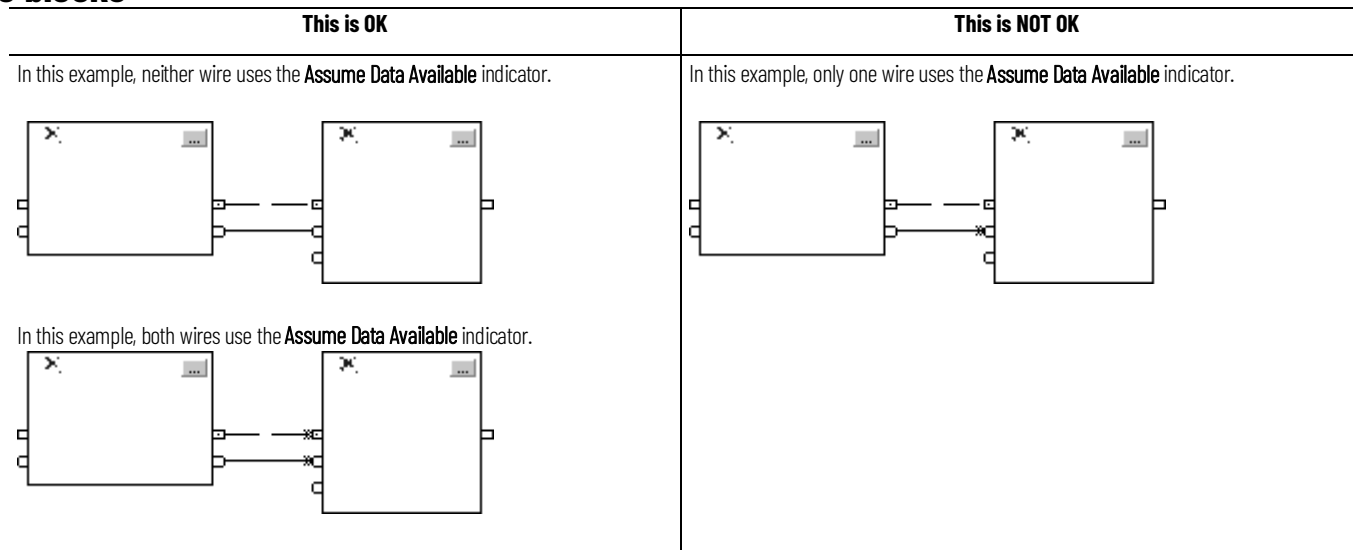 This is OK
This is NOT OK
In this example, neither wire uses the Assume Data Available indicator.
In this example, only one wire uses the Assume Data Available indicator.
...
...
...
...
In this example, both wires use the Assume Data Available indicator.
...
...